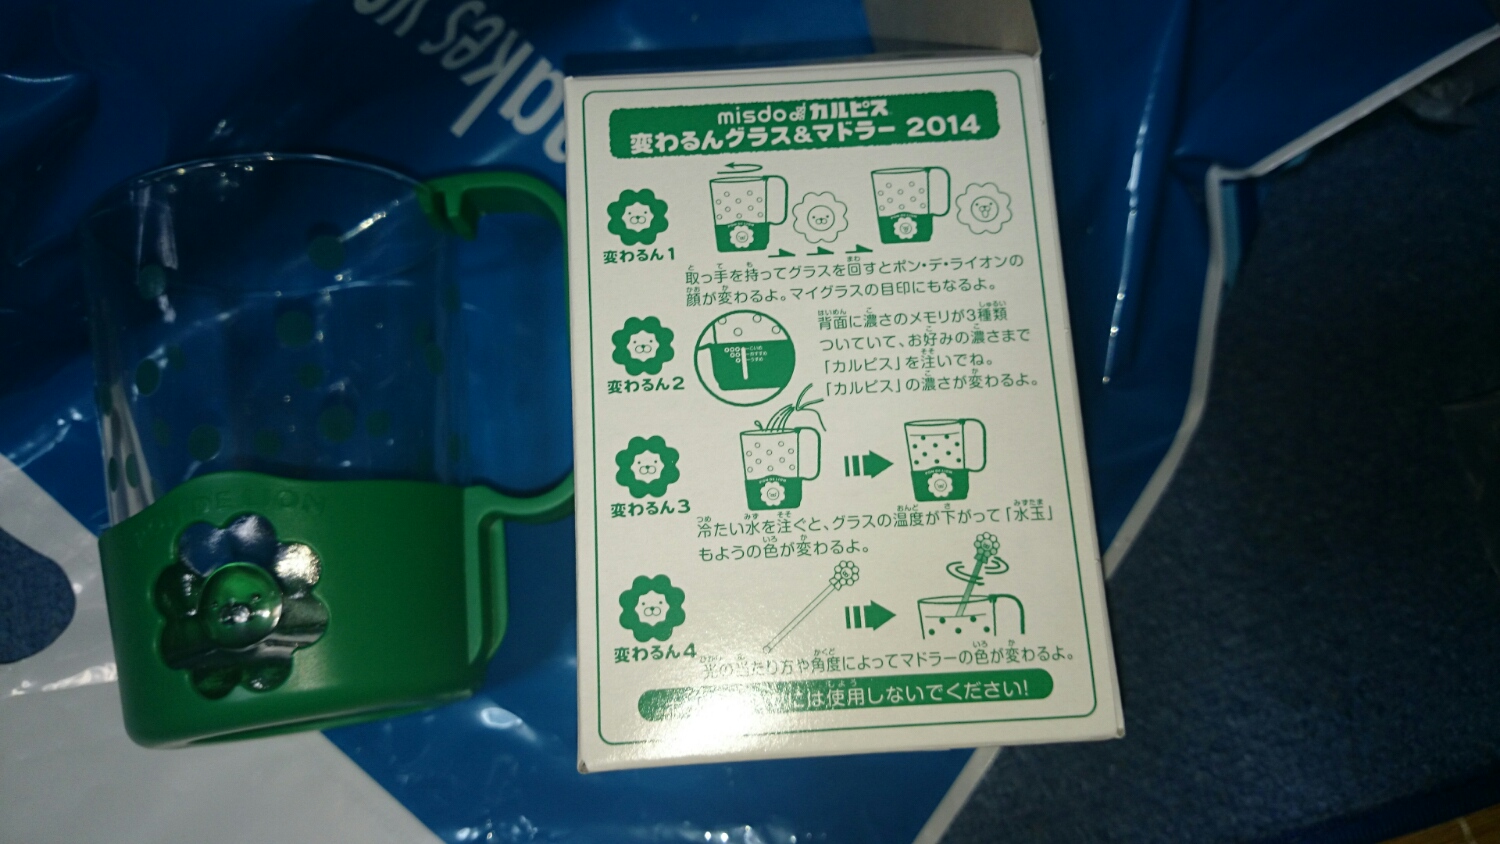 makes
misdo カルピス
変わるんグラス&マドラー 2014
変わるん1
取っ手を持ってグラスを回すとポン・デ・ライオンの
顔が変わるよ。マイグラスの目印にもなるよ。
変わるん2
背面に濃さのメモリが3種類
ついていて、お好みの濃さまで
「カルピス」を注いでね。
「カルピス」の濃さが変わるよ。
変わるん3
冷たい水を注ぐと、グラスの温度が下がって「水玉」
もようの色が変わるよ。
変わるん4
光の当たり方や角度によってマドラーの色が変わるよ。
には使用しないでください!
DE LION